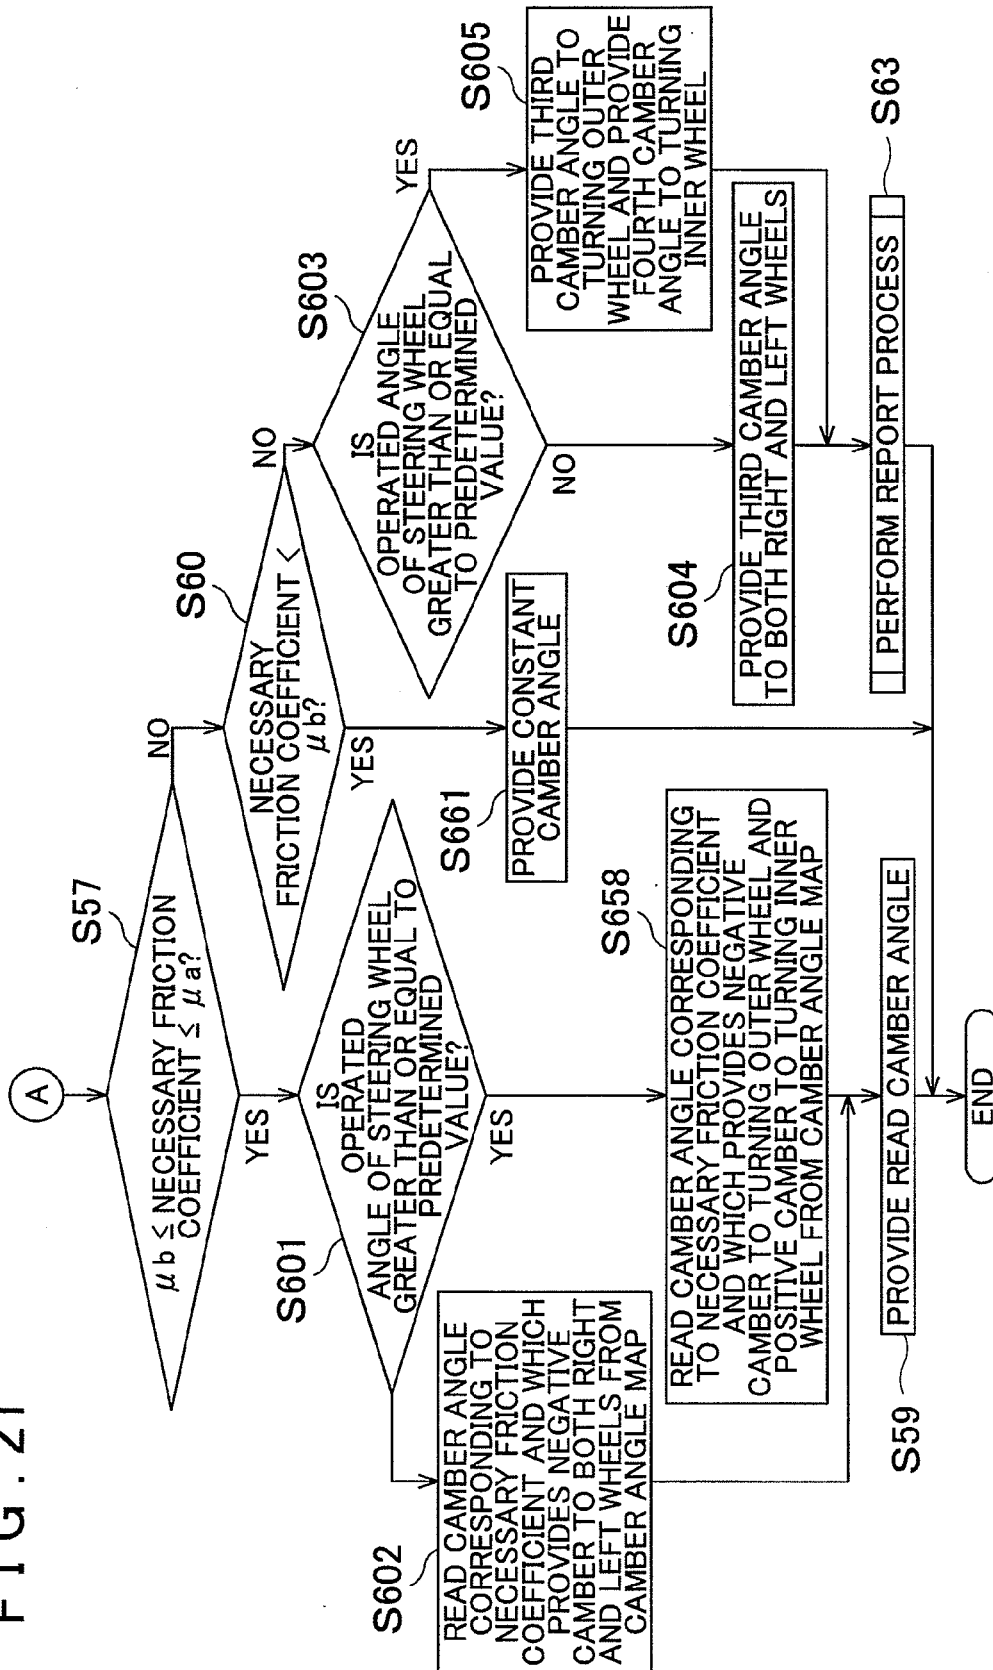 FIG. 21
A
S57
μb ≤ NECESSARY FRICTION
COEFFICIENT ≤ μa?
NO
YES
S60
NECESSARY
FRICTION COEFFICIENT <
μb?
NO
YES
S601
IS
OPERATED
ANGLE OF STEERING WHEEL
GREATER THAN OR EQUAL TO
PREDETERMINED
VALUE?
YES
S603
IS
OPERATED ANGLE
OF STEERING WHEEL
GREATER THAN OR EQUAL
TO PREDETERMINED
VALUE?
YES
NO
S602
READ CAMBER ANGLE
CORRESPONDING TO
NECESSARY FRICTION
COEFFICIENT AND WHICH
PROVIDES NEGATIVE
CAMBER TO BOTH RIGHT
AND LEFT WHEELS FROM
CAMBER ANGLE MAP
S661
PROVIDE CONSTANT
CAMBER ANGLE
S605
PROVIDE THIRD
CAMBER ANGLE TO
TURNING OUTER
WHEEL AND PROVIDE
FOURTH CAMBER
ANGLE TO TURNING
INNER WHEEL
S658
READ CAMBER ANGLE CORRESPONDING
TO NECESSARY FRICTION COEFFICIENT
AND WHICH PROVIDES NEGATIVE
CAMBER TO TURNING OUTER WHEEL AND
POSITIVE CAMBER TO TURNING INNER
WHEEL FROM CAMBER ANGLE MAP
S604
PROVIDE THIRD CAMBER ANGLE
TO BOTH RIGHT AND LEFT WHEELS
S59
PROVIDE READ CAMBER ANGLE
S63
PERFORM REPORT PROCESS
END